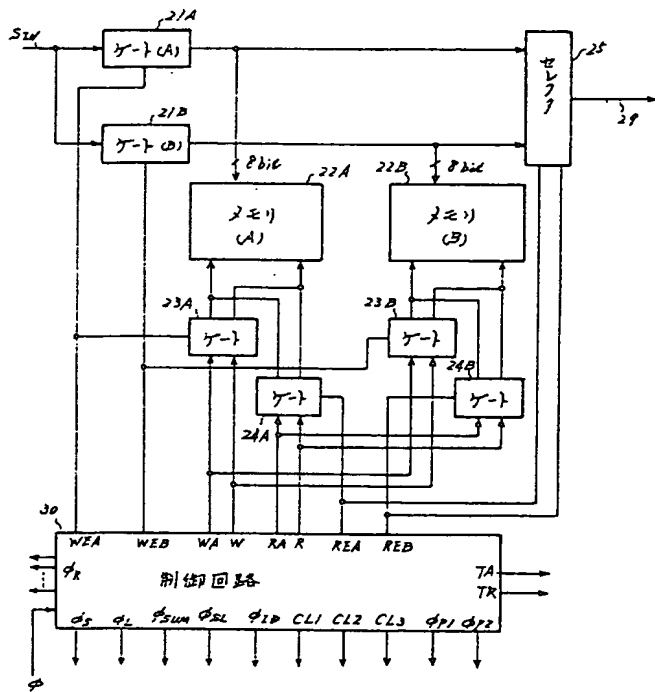 21A
SIN
ゲート(A)
25
セレクタ
29
21B
ゲート(B)
8bit
22A
22B
8bit
メモリ
(A)
メモリ
(B)
23A
ゲート
23B
ゲート
24B
ゲート
ゲート
24A
30
WEA
WEB
WA
W
RA
R
REA
REB
φR
制御回路
TA
TR
φS
φL
φSUM
φSL
φID
CL1
CL2
CL3
φP1
φP2
φ